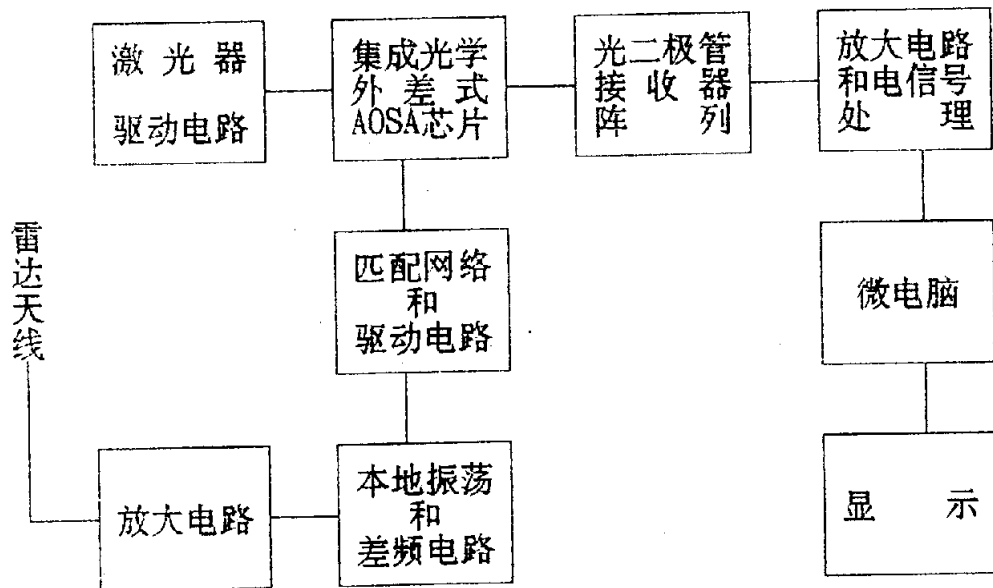 激光器
驱动电路
集成光学
外差式
AOSA芯片
光二极管
接收器
阵列
放大电路
和电信号
处理
雷达天线
匹配网络
和
驱动电路
微电脑
放大电路
本地振荡
和
差频电路
显示